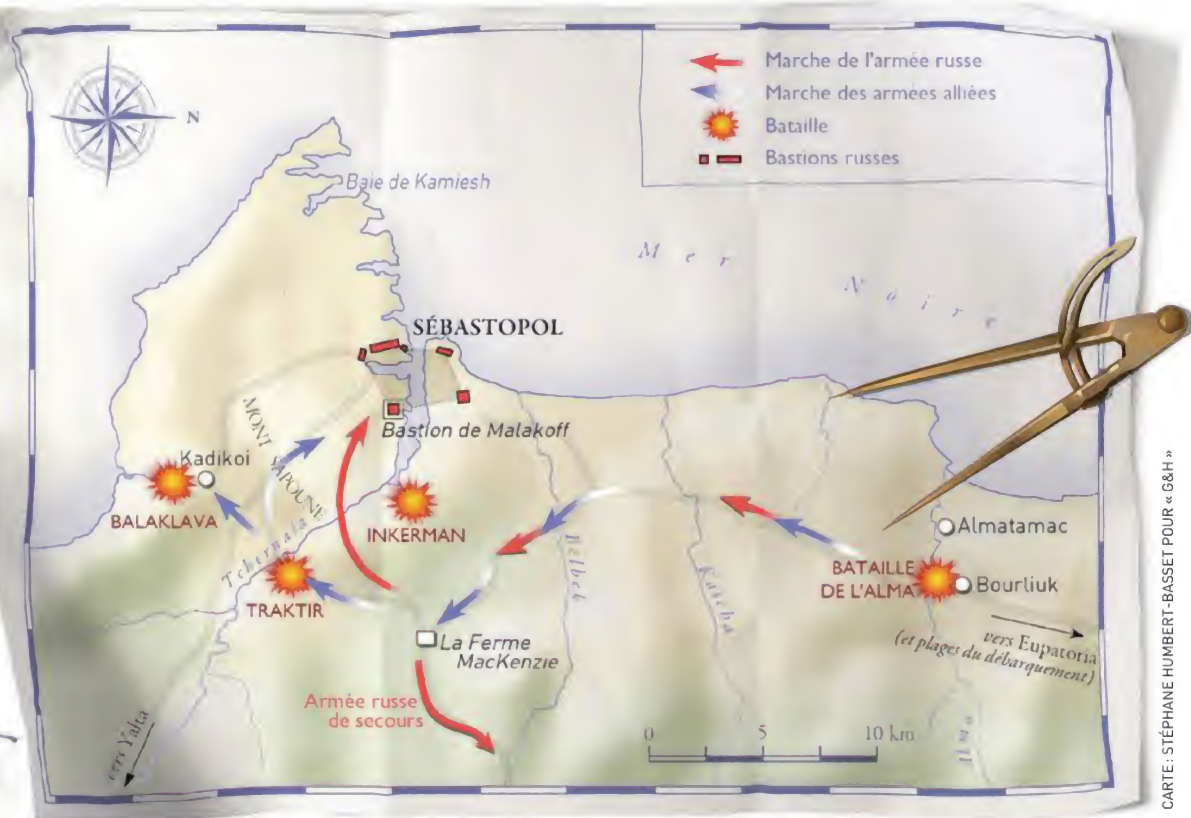 N
Marche de l'armée russe
Marche des armées alliées
Bataille
Bastions russes
Baie de Kamiesh
Mer Noire
SÉBASTOPOL
Bastion de Malakoff
MONT SAPOUNE
Kadikoi
BALAKLAVA
INKERMAN
Tchernaïa
TRAKTIR
La Ferme
MacKenzie
Armée russe
de secours
vers Yalta
Belbek
Katcha
Almatamac
BATAILLE
DE L'ALMA
Bourliuk
vers Eupatoria
(et plages du débarquement)
Alma
0 5 10 km
CARTE : STÉPHANE HUMBERT-BASSET POUR « G&H »